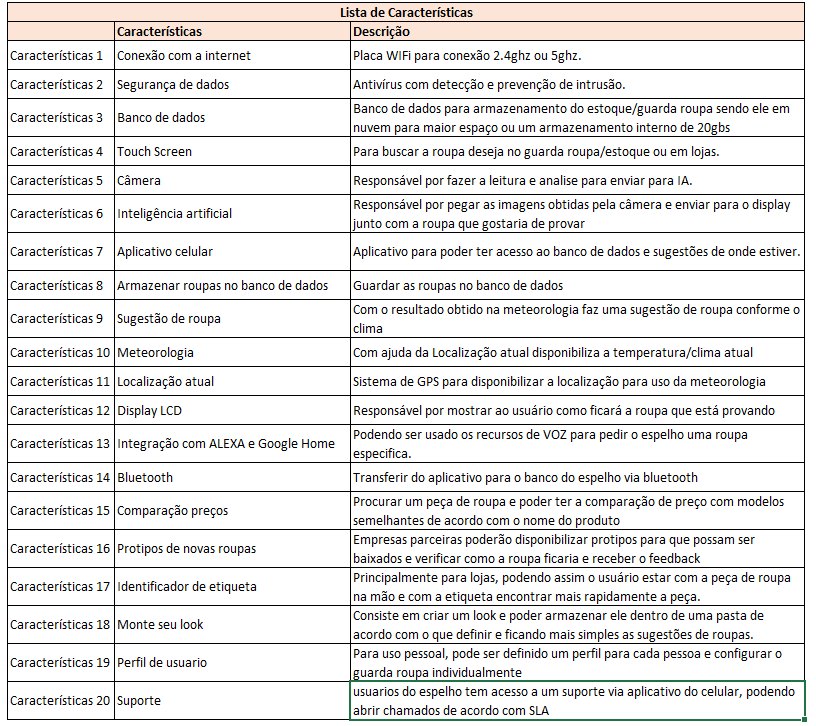 Lista de Características
Características Descrição
Características 1 Conexão com a internet Placa WIFi para conexão 2.4ghz ou 5ghz.
Características 2 Segurança de dados Antivírus com detecção e prevenção de intrusão.
Características 3 Banco de dados Banco de dados para armazenamento do estoque/guarda roupa sendo ele em
nuvem para maior espaço ou um armazenamento interno de 20gbs
Características 4 Touch Screen Para buscar a roupa deseja no guarda roupa/estoque ou em lojas.
Características 5 Câmera Responsável por fazer a leitura e analise para enviar para IA.
Características 6 Inteligência artificial Responsável por pegar as imagens obtidas pela câmera e enviar para o display
junto com a roupa que gostaria de provar
Características 7 Aplicativo celular Aplicativo para poder ter acesso ao banco de dados e sugestões de onde estiver.
Características 8 Armazenar roupas no banco de dados Guardar as roupas no banco de dados
Características 9 Sugestão de roupa Com o resultado obtido na meteorologia faz uma sugestão de roupa conforme o
clima
Características 10 Meteorologia Com ajuda da Localização atual disponibiliza a temperatura/clima atual
Características 11 Localização atual Sistema de GPS para disponibilizar a localização para uso da meteorologia
Características 12 Display LCD Responsável por mostrar ao usuário como ficará a roupa que está provando
Características 13 Integração com ALEXA e Google Home Podendo ser usado os recursos de VOZ para pedir o espelho uma roupa
especifica.
Características 14 Bluetooth Transferir do aplicativo para o banco do espelho via bluetooth
Características 15 Comparação preços Procurar um peça de roupa e poder ter a comparação de preço com modelos
semelhantes de acordo com o nome do produto
Características 16 Protipos de novas roupas Empresas parceiras poderão disponibilizar protipos para que possam ser
baixados e verificar como a roupa ficaria e receber o feedback
Características 17 Identificador de etiqueta Principalmente para lojas, podendo assim o usuário estar com a peça de roupa
na mão e com a etiqueta encontrar mais rapidamente a peça.
Características 18 Monte seu look Consiste em criar um look e poder armazenar ele dentro de uma pasta de
acordo com o que definir e ficando mais simples as sugestões de roupas.
Características 19 Perfil de usuario Para uso pessoal, pode ser definido um perfil para cada pessoa e configurar o
guarda roupa individualmente
Características 20 Suporte usuarios do espelho tem acesso a um suporte via aplicativo do celular, podendo
abrir chamados de acordo com SLA